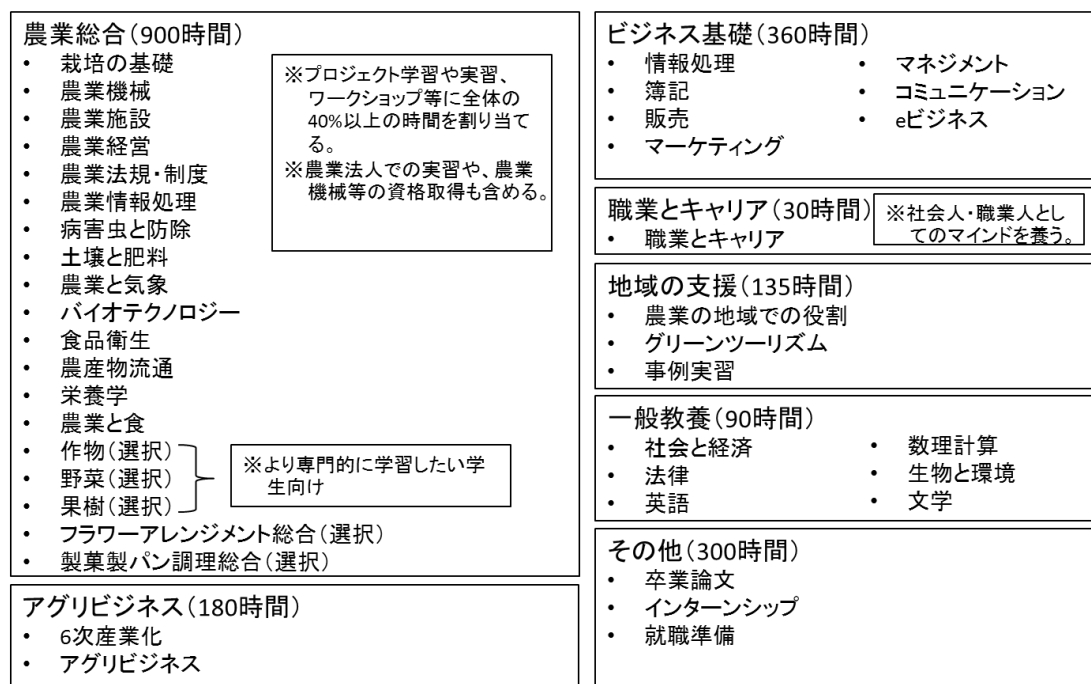 農業総合(900時間)
• 栽培の基礎
• 農業機械
• 農業施設
• 農業経営
• 農業法規・制度
• 農業情報処理
• 病害虫と防除
• 土壌と肥料
• 農業と気象
• バイオテクノロジー
• 食品衛生
• 農産物流通
• 栄養学
• 農業と食
• 作物(選択)
• 野菜(選択)
• 果樹(選択)
• フラワーアレンジメント総合(選択)
• 製菓製パン調理総合(選択)
※プロジェクト学習や実習、
ワークショップ等に全体の
40%以上の時間を割り当て
る。
※農業法人での実習や、農業
機械等の資格取得も含める。
※より専門的に学習したい学
生向け
アグリビジネス(180時間)
• 6次産業化
• アグリビジネス
ビジネス基礎(360時間)
• 情報処理
• 簿記
• 販売
• マーケティング
• マネジメント
• コミュニケーション
• eビジネス
職業とキャリア(30時間)
• 職業とキャリア
※社会人・職業人とし
てのマインドを養う。
地域の支援(135時間)
• 農業の地域での役割
• グリーンツーリズム
• 事例実習
一般教養(90時間)
• 社会と経済
• 法律
• 英語
• 数理計算
• 生物と環境
• 文学
その他(300時間)
• 卒業論文
• インターンシップ
• 就職準備